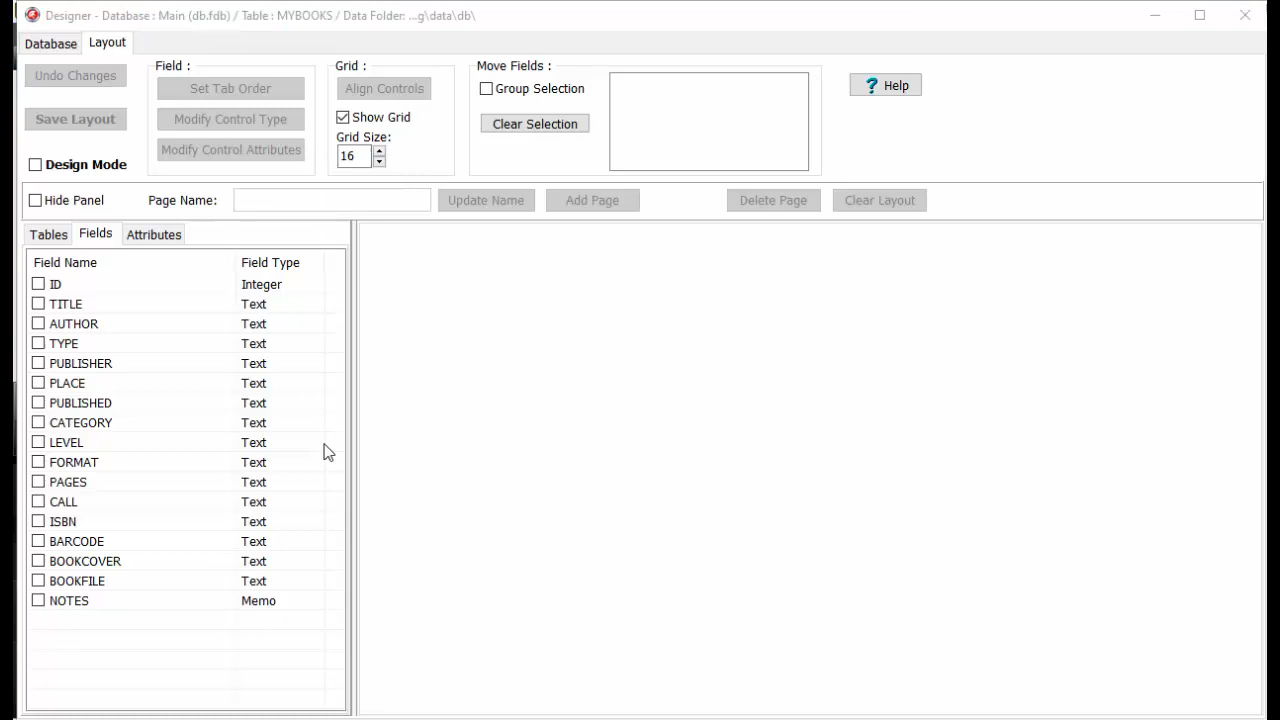 Designer - Database : Main (db.fdb) / Table : MYBOOKS / Data Folder: ...g\data\db\
Database Layout
Undo Changes
Save Layout
Design Mode
Field :
Set Tab Order
Modify Control Type
Modify Control Attributes
Grid :
Align Controls
Show Grid
Grid Size:
16
Move Fields :
Group Selection
Clear Selection
? Help
Hide Panel Page Name: Update Name Add Page Delete Page Clear Layout
Tables Fields Attributes
Field Name Field Type
ID Integer
TITLE Text
AUTHOR Text
TYPE Text
PUBLISHER Text
PLACE Text
PUBLISHED Text
CATEGORY Text
LEVEL Text
FORMAT Text
PAGES Text
CALL Text
ISBN Text
BARCODE Text
BOOKCOVER Text
BOOKFILE Text
NOTES Memo